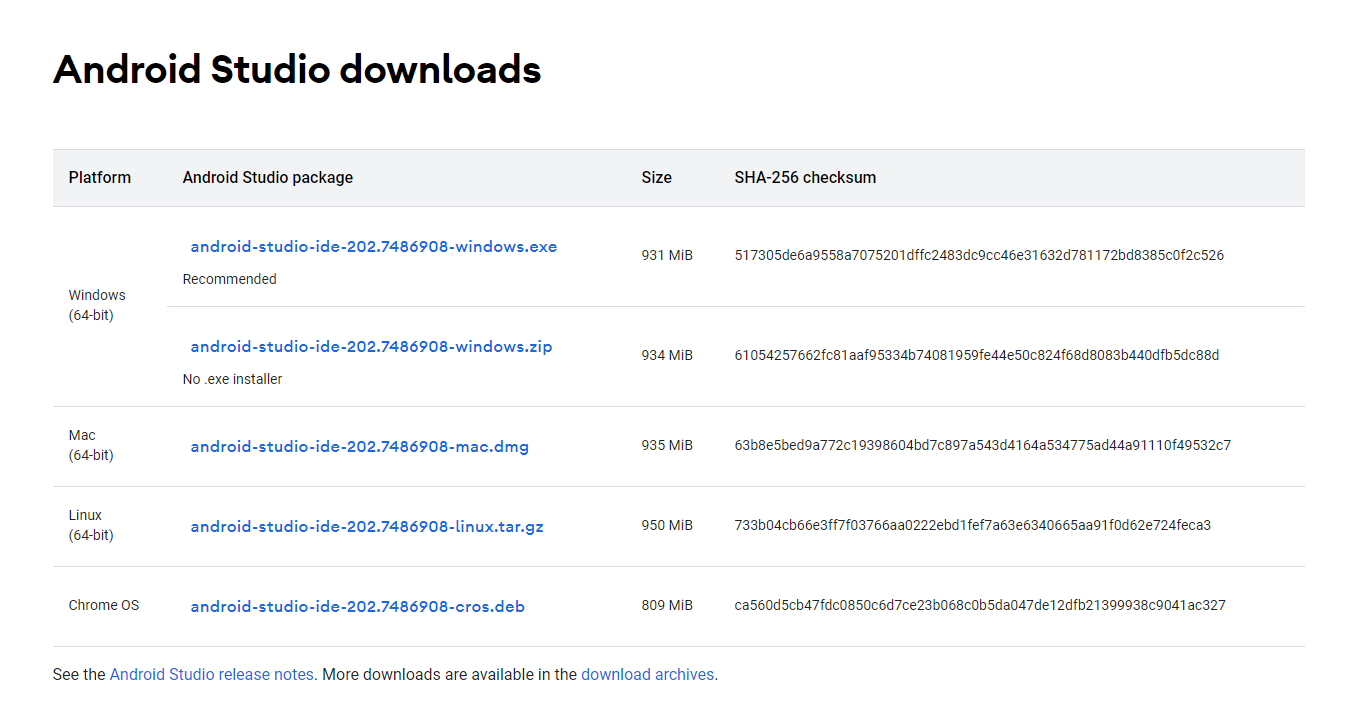 Android Studio downloads
Platform Android Studio package Size SHA-256 checksum
android-studio-ide-202.7486908-windows.exe 931 MiB 517305de6a9558a7075201dffc2483dc9cc46e31632d781172bd8385c0f2c526
Recommended
Windows
(64-bit)
android-studio-ide-202.7486908-windows.zip 934 MiB 61054257662fc81aaf95334b74081959fe44e50c824f68d8083b440dfb5dc88d
No .exe installer
Mac
(64-bit)
android-studio-ide-202.7486908-mac.dmg 935 MiB 63b8e5bed9a772c19398604bd7c897a543d4164a534775ad44a91110f49532c7
Linux
(64-bit)
android-studio-ide-202.7486908-linux.tar.gz 950 MiB 733b04cb66e3ff7f03766aa0222ebd1fef7a63e6340665aa91f0d62e724feca3
Chrome OS android-studio-ide-202.7486908-cros.deb 809 MiB ca560d5cb47fdc0850c6d7ce23b068c0b5da047de12dfb21399938c9041ac327
See the Android Studio release notes. More downloads are available in the download archives.